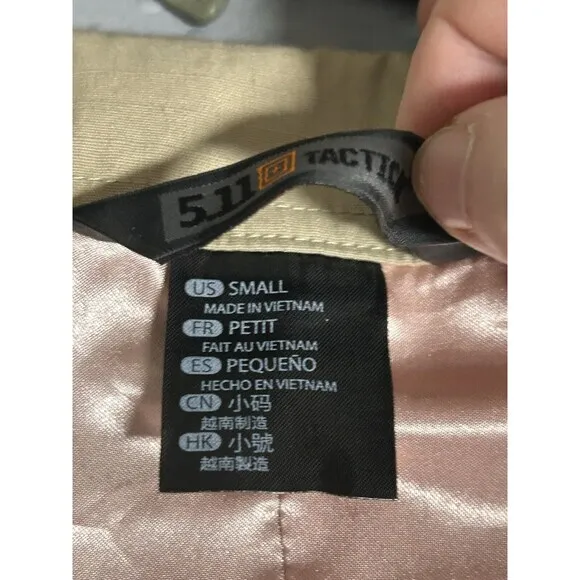 5.11 TACTICA
US SMALL
MADE IN VIETNAM
FR PETIT
FAIT AU VIETNAM
ES PEQUEÑO
HECHO EN VIETNAM
CN 小码
越南制造
HK 小號
越南製造